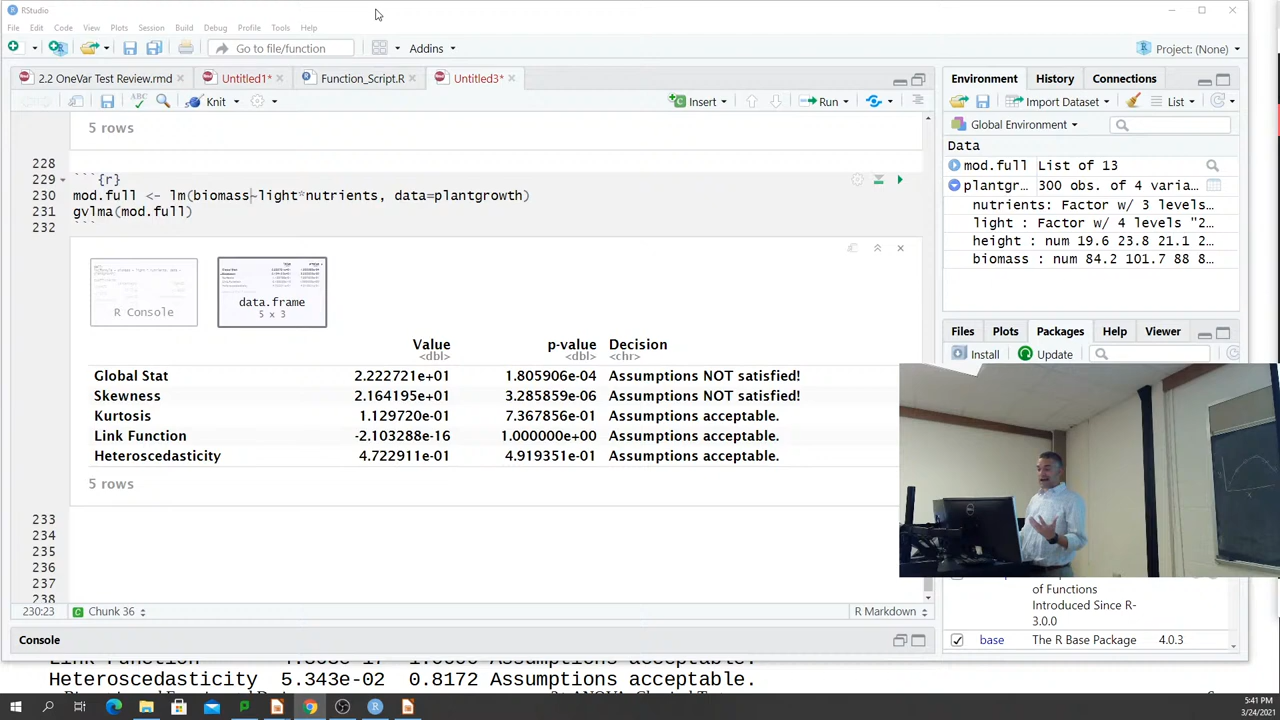 RStudio
File Edit Code View Plots Session Build Debug Profile Tools Help
Go to file/function Addins Project: (None)
2.2 OneVar Test Review.rmd Untitled1* Function_Script.R Untitled3*
Knit Insert Run
5 rows
228
229 ```{r}
230 mod.full <- lm(biomass~light*nutrients, data=plantgrowth)
231 gvlma(mod.full)
232 ```
R Console
data.frame
5 x 3
Value p-value Decision
<dbl> <dbl> <chr>
Global Stat 2.222721e+01 1.805906e-04 Assumptions NOT satisfied!
Skewness 2.164195e+01 3.285859e-06 Assumptions NOT satisfied!
Kurtosis 1.129720e-01 7.367856e-01 Assumptions acceptable.
Link Function -2.103288e-16 1.000000e+00 Assumptions acceptable.
Heteroscedasticity 4.722911e-01 4.919351e-01 Assumptions acceptable.
5 rows
233
234
235
236
237
238
230:23 Chunk 36 R Markdown
Console
Environment History Connections
Import Dataset List
Global Environment
Data
mod.full List of 13
plantgr… 300 obs. of 4 varia…
nutrients: Factor w/ 3 levels…
light : Factor w/ 4 levels "2…
height : num 19.6 23.8 21.1 2…
biomass : num 84.2 101.7 88 8…
Files Plots Packages Help Viewer
Install Update
of Functions
Introduced Since R-
3.0.0
base The R Base Package 4.0.3
Link Function 1.0000 Assumptions acceptable.
Heteroscedasticity 5.343e-02 0.8172 Assumptions acceptable.
5:41 PM
3/24/2021